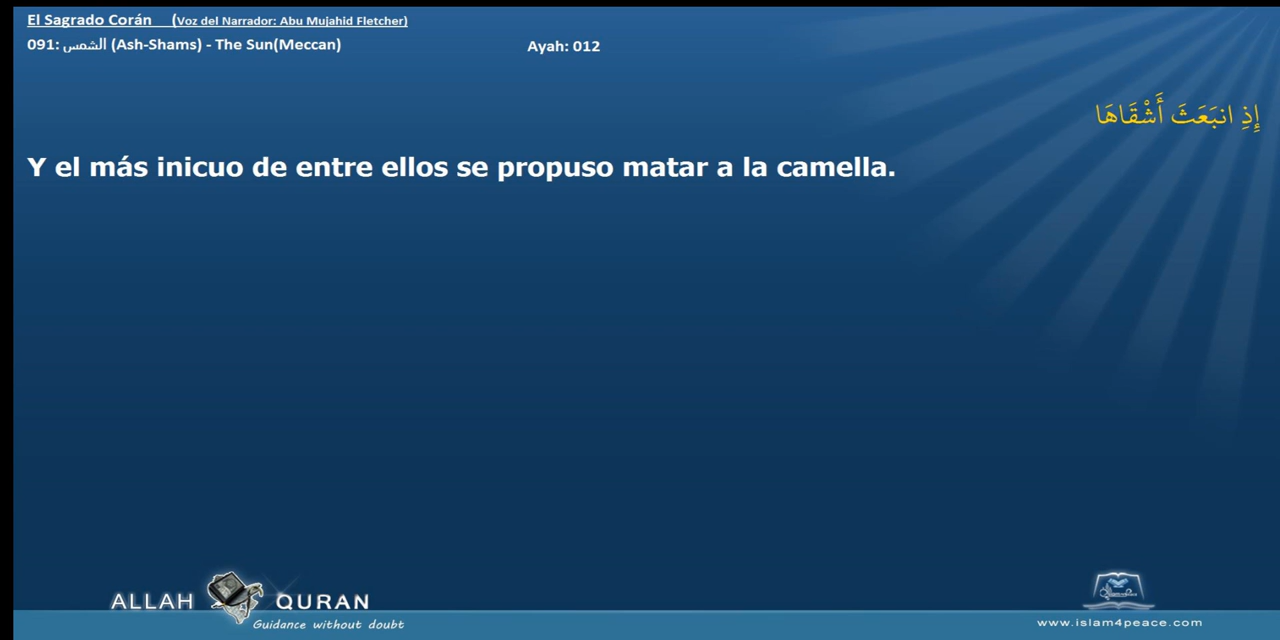 El Sagrado Corán (Voz del Narrador: Abu Mujahid Fletcher)
091: الشمس (Ash-Shams) - The Sun(Meccan)
Ayah: 012
إِذِ انبَعَثَ أَشْقَاهَا
Y el más inicuo de entre ellos se propuso matar a la camella.
ALLAH QURAN
Guidance without doubt
www.islam4peace.com